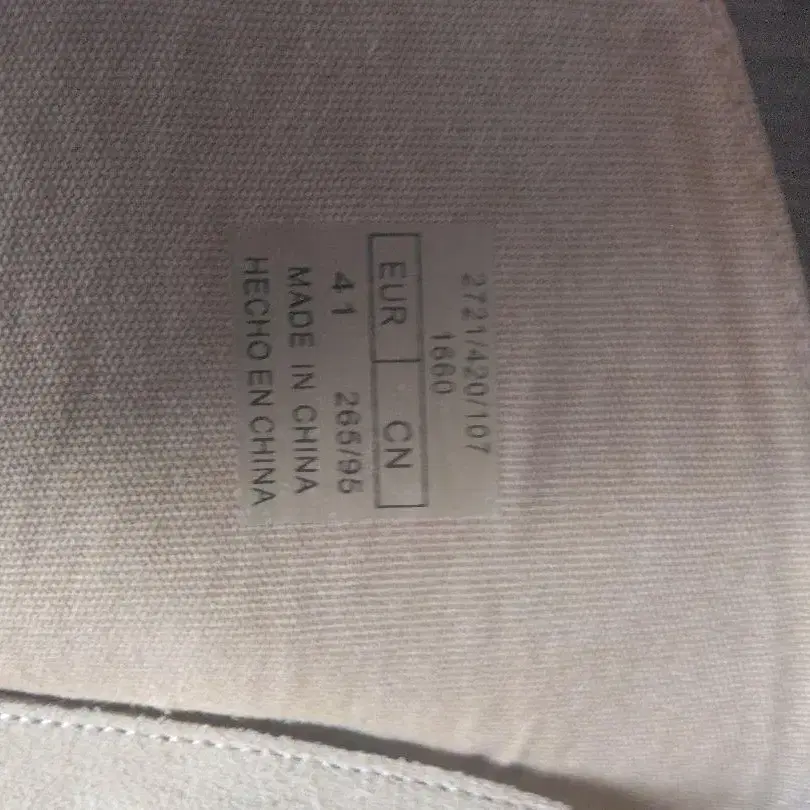 2721/420/107
1660
EUR CN
41 265/95
MADE IN CHINA
HECHO EN CHINA